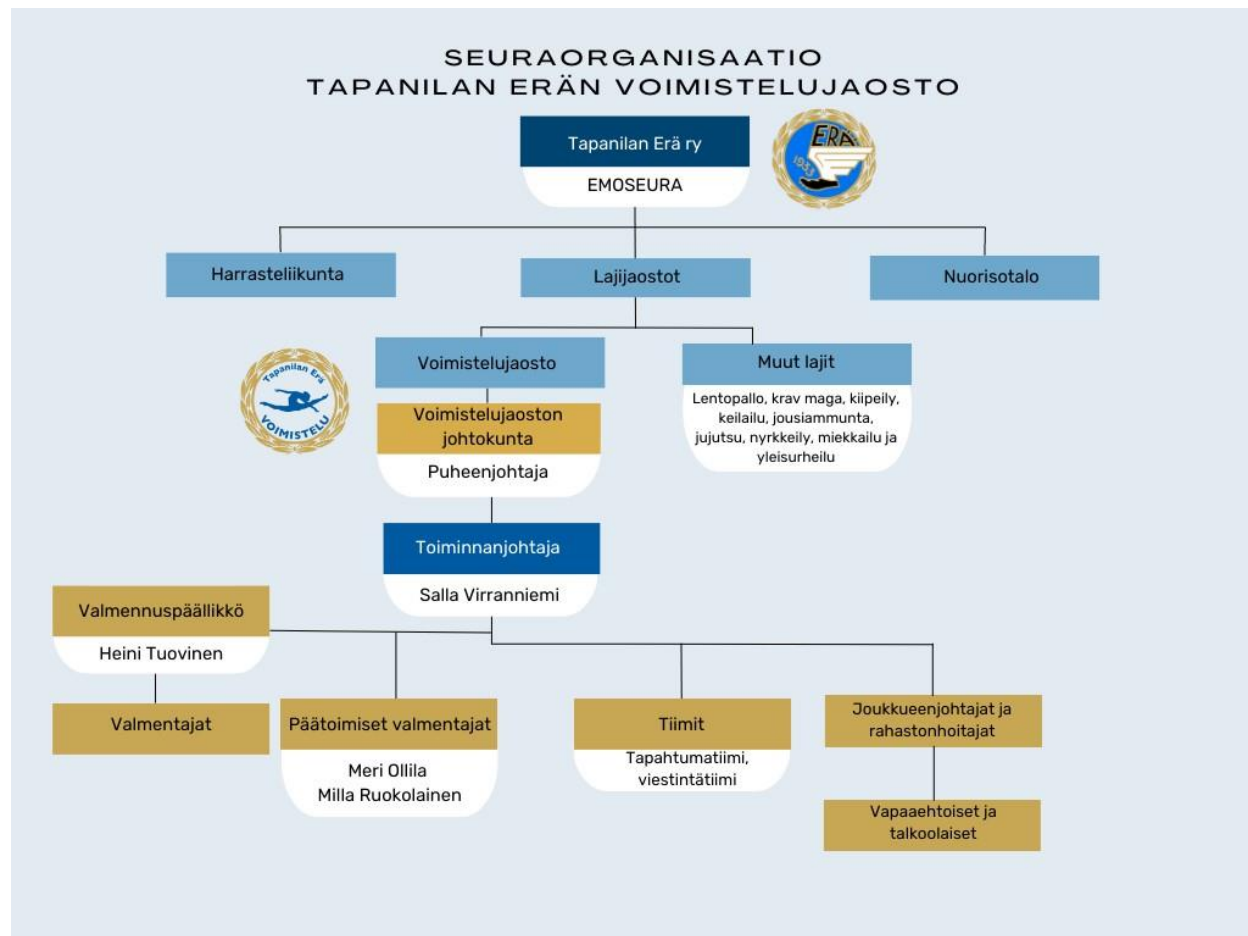 SEURAORGANISAATIO
TAPANILAN ERÄN VOIMISTELUJAOSTO
Tapanilan Erä ry
EMOSEURA
ERÄ
1933
Harrasteliikunta
Lajijaostot
Nuorisotalo
Tapanilan Erä
VOIMISTELU
Voimistelujaosto
Voimistelujaoston
johtokunta
Puheenjohtaja
Muut lajit
Lentopallo, krav maga, kiipeily,
keilailu, jousiammunta,
jujutsu, nyrkkeily, miekkailu ja
yleisurheilu
Toiminnanjohtaja
Salla Virranniemi
Valmennuspäällikkö
Heini Tuovinen
Valmentajat
Päätoimiset valmentajat
Meri Ollila
Milla Ruokolainen
Tiimit
Tapahtumatiimi,
viestintätiimi
Joukkueenjohtajat ja
rahastonhoitajat
Vapaaehtoiset ja
talkoolaiset